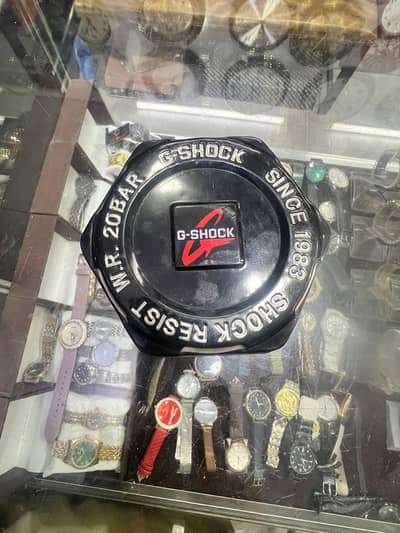 G-SHOCK
SINCE 1983
SHOCK RESIST
W.R. 20BAR
G-SHOCK